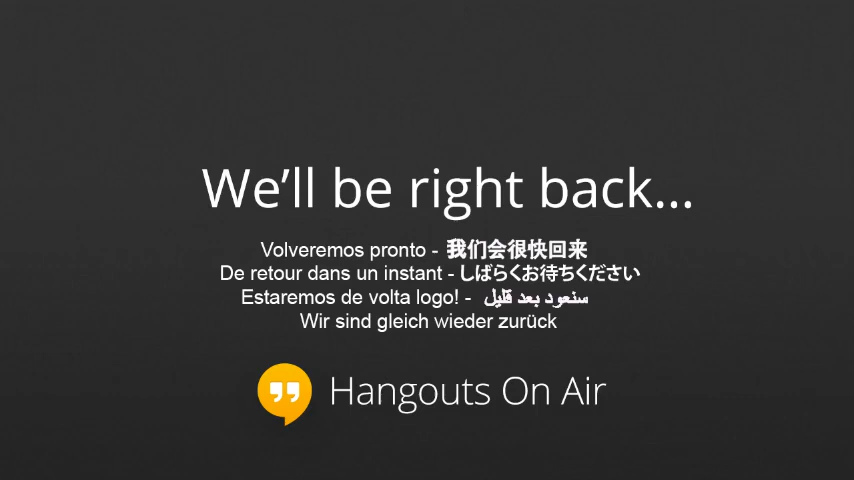 We'll be right back...
Volveremos pronto - 我们会很快回来
De retour dans un instant - しばらくお待ちください
Estaremos de volta logo! - سنعود بعد قليل
Wir sind gleich wieder zurück
Hangouts On Air